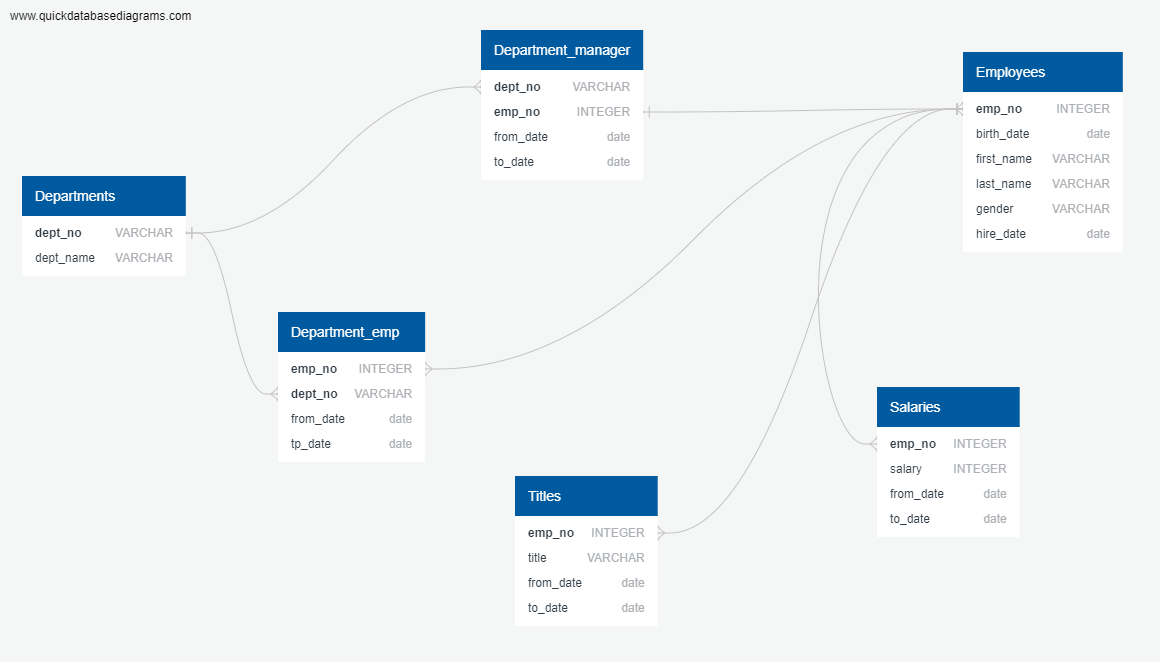 www.quickdatabasediagrams.com
Department_manager
dept_no VARCHAR
emp_no INTEGER
from_date date
to_date date
Employees
emp_no INTEGER
birth_date date
first_name VARCHAR
last_name VARCHAR
gender VARCHAR
hire_date date
Departments
dept_no VARCHAR
dept_name VARCHAR
Department_emp
emp_no INTEGER
dept_no VARCHAR
from_date date
tp_date date
Salaries
emp_no INTEGER
salary INTEGER
from_date date
to_date date
Titles
emp_no INTEGER
title VARCHAR
from_date date
to_date date